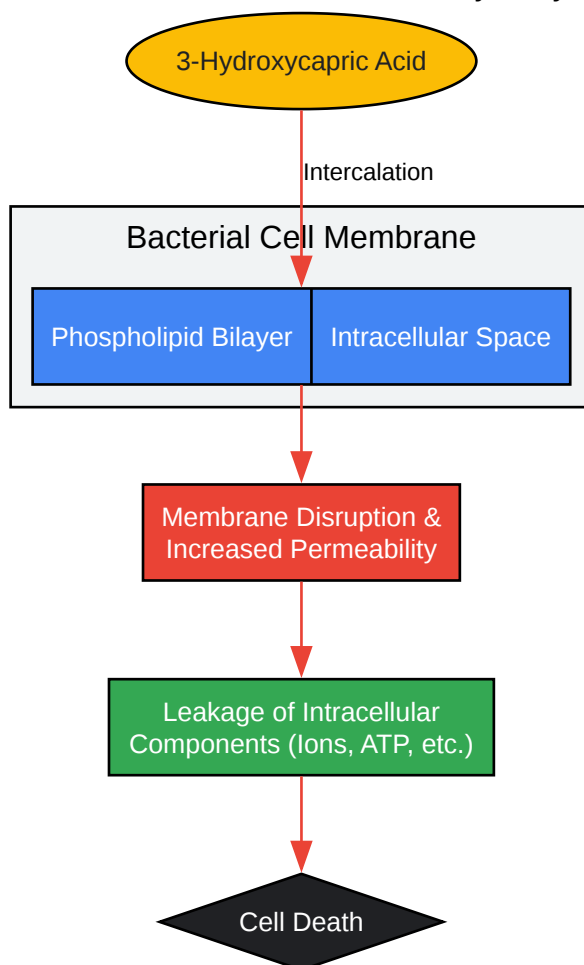 3-Hydroxycapric Acid
Intercalation
Bacterial Cell Membrane
Phospholipid Bilayer
Intracellular Space
Membrane Disruption &
Increased Permeability
Leakage of Intracellular
Components (Ions, ATP, etc.)
Cell Death